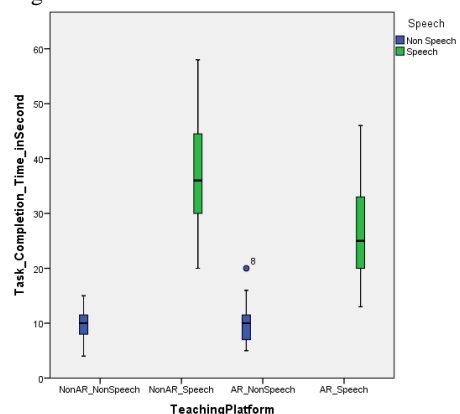 Speech
Non Speech
Speech
60
50
40
30
20
10
0
8
Task_Completion_Time_inSecond
NonAR_NonSpeech NonAR_Speech AR_NonSpeech AR_Speech
TeachingPlatform